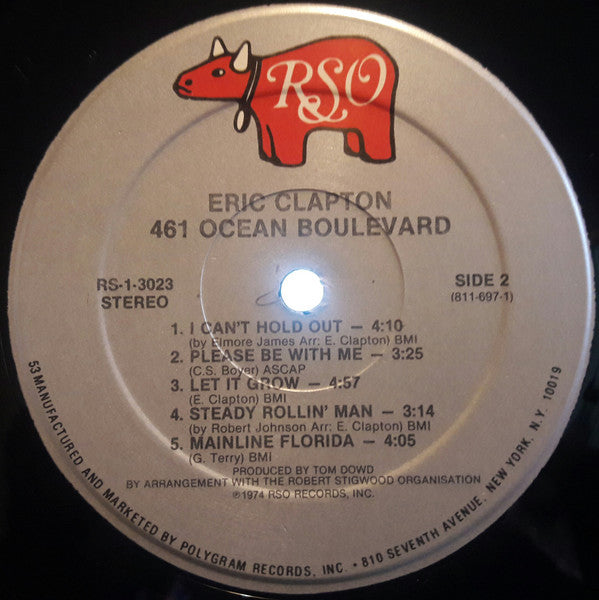 RSO
ERIC CLAPTON
461 OCEAN BOULEVARD
RS-1-3023
STEREO
SIDE 2
(811-697-1)
1. I CAN'T HOLD OUT — 4:10
(by Elmore James Arr: E. Clapton) BMI
2. PLEASE BE WITH ME — 3:25
(C.S. Boyer) ASCAP
3. LET IT GROW — 4:57
(E. Clapton) BMI
4. STEADY ROLLIN' MAN — 3:14
(by Robert Johnson Arr: E. Clapton) BMI
5. MAINLINE FLORIDA — 4:05
(G. Terry) BMI
PRODUCED BY TOM DOWD
BY ARRANGEMENT WITH THE ROBERT STIGWOOD ORGANISATION
℗1974 RSO RECORDS, INC.
53 MANUFACTURED AND MARKETED BY POLYGRAM RECORDS, INC. • 810 SEVENTH AVENUE, NEW YORK, N.Y. 10019